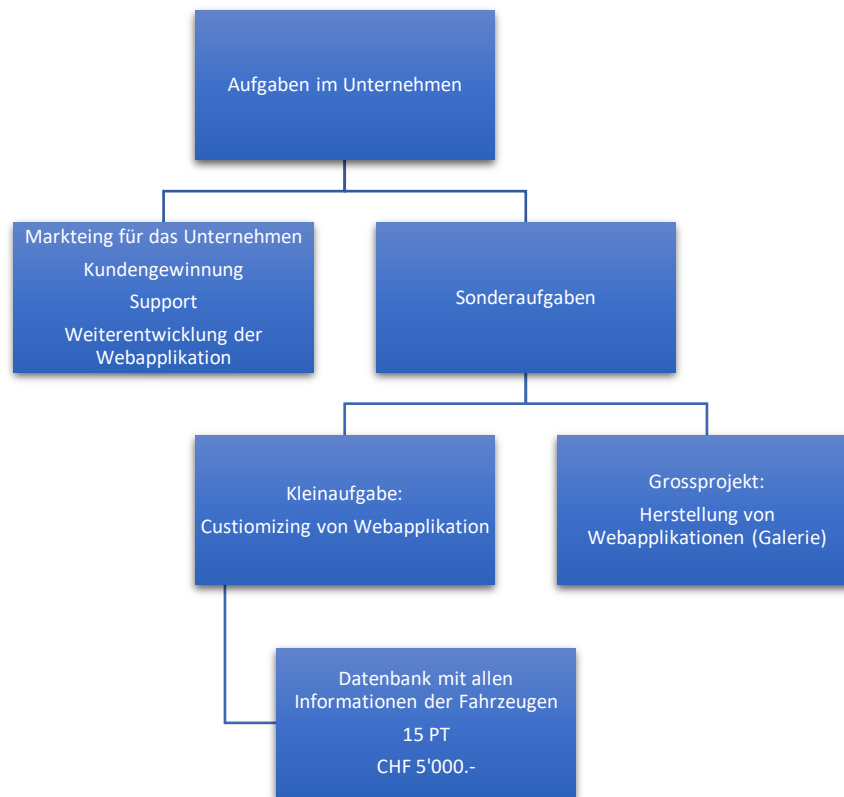 Aufgaben im Unternehmen
Markteing für das Unternehmen
Kundengewinnung
Support
Weiterentwicklung der
Webapplikation
Sonderaufgaben
Kleinaufgabe:
Custiomizing von Webapplikation
Grossprojekt:
Herstellung von
Webapplikationen (Galerie)
Datenbank mit allen
Informationen der Fahrzeugen
15 PT
CHF 5'000.-